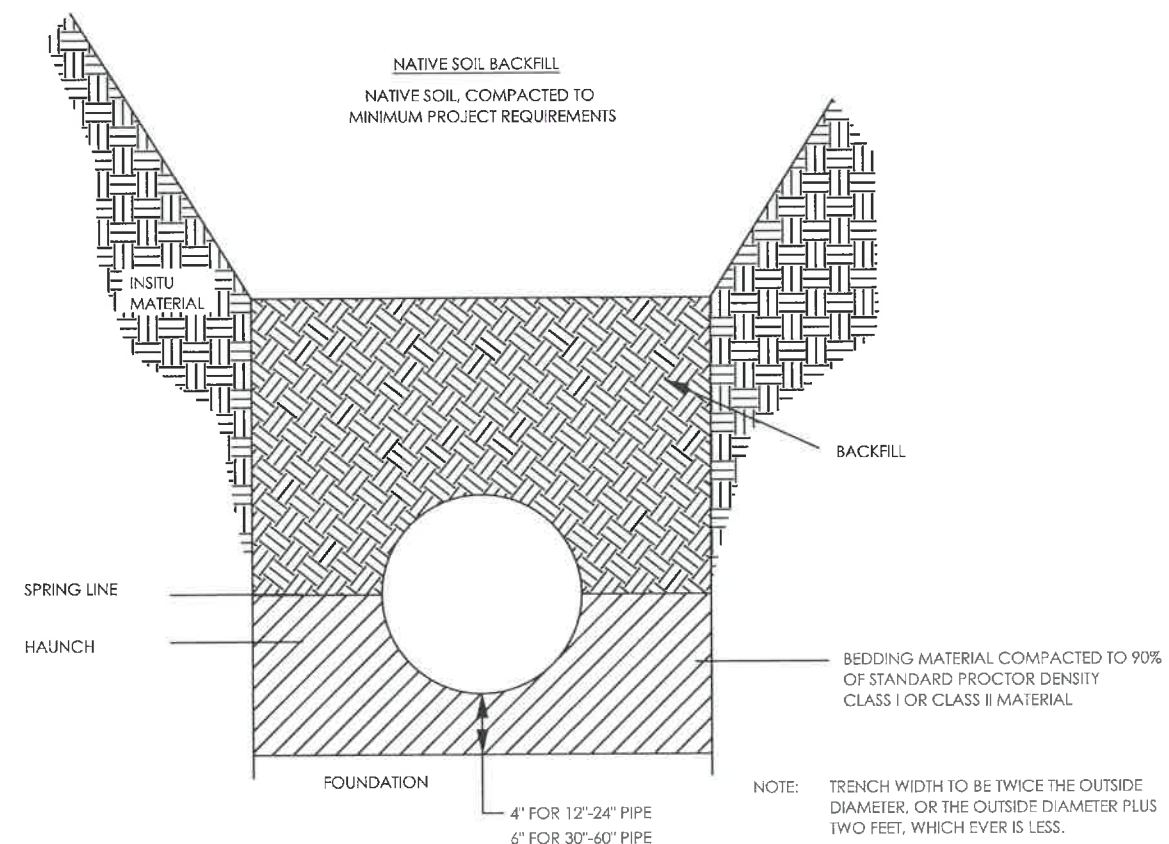 NATIVE SOIL BACKFILL
NATIVE SOIL, COMPACTED TO
MINIMUM PROJECT REQUIREMENTS
INSITU
MATERIAL
BACKFILL
SPRING LINE
HAUNCH
BEDDING MATERIAL COMPACTED TO 90%
OF STANDARD PROCTOR DENSITY
CLASS I OR CLASS II MATERIAL
FOUNDATION
4" FOR 12"-24" PIPE
6" FOR 30"-60" PIPE
NOTE: TRENCH WIDTH TO BE TWICE THE OUTSIDE
DIAMETER, OR THE OUTSIDE DIAMETER PLUS
TWO FEET, WHICH EVER IS LESS.